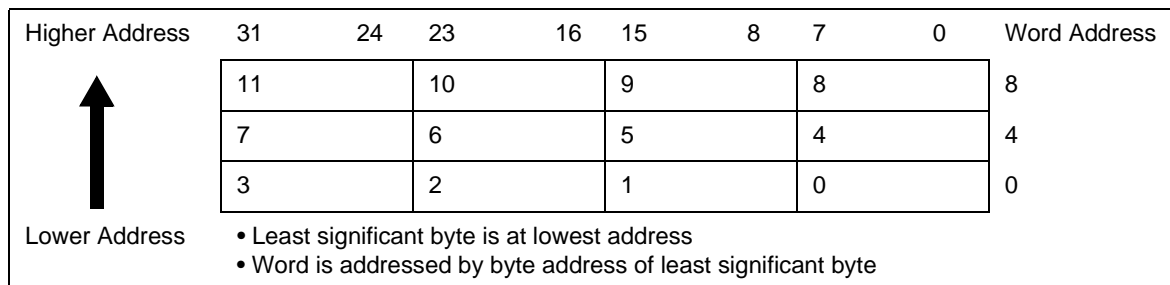 Higher Address 31 24 23 16 15 8 7 0 Word Address
11 10 9 8 8
7 6 5 4 4
3 2 1 0 0
Lower Address • Least significant byte is at lowest address
• Word is addressed by byte address of least significant byte